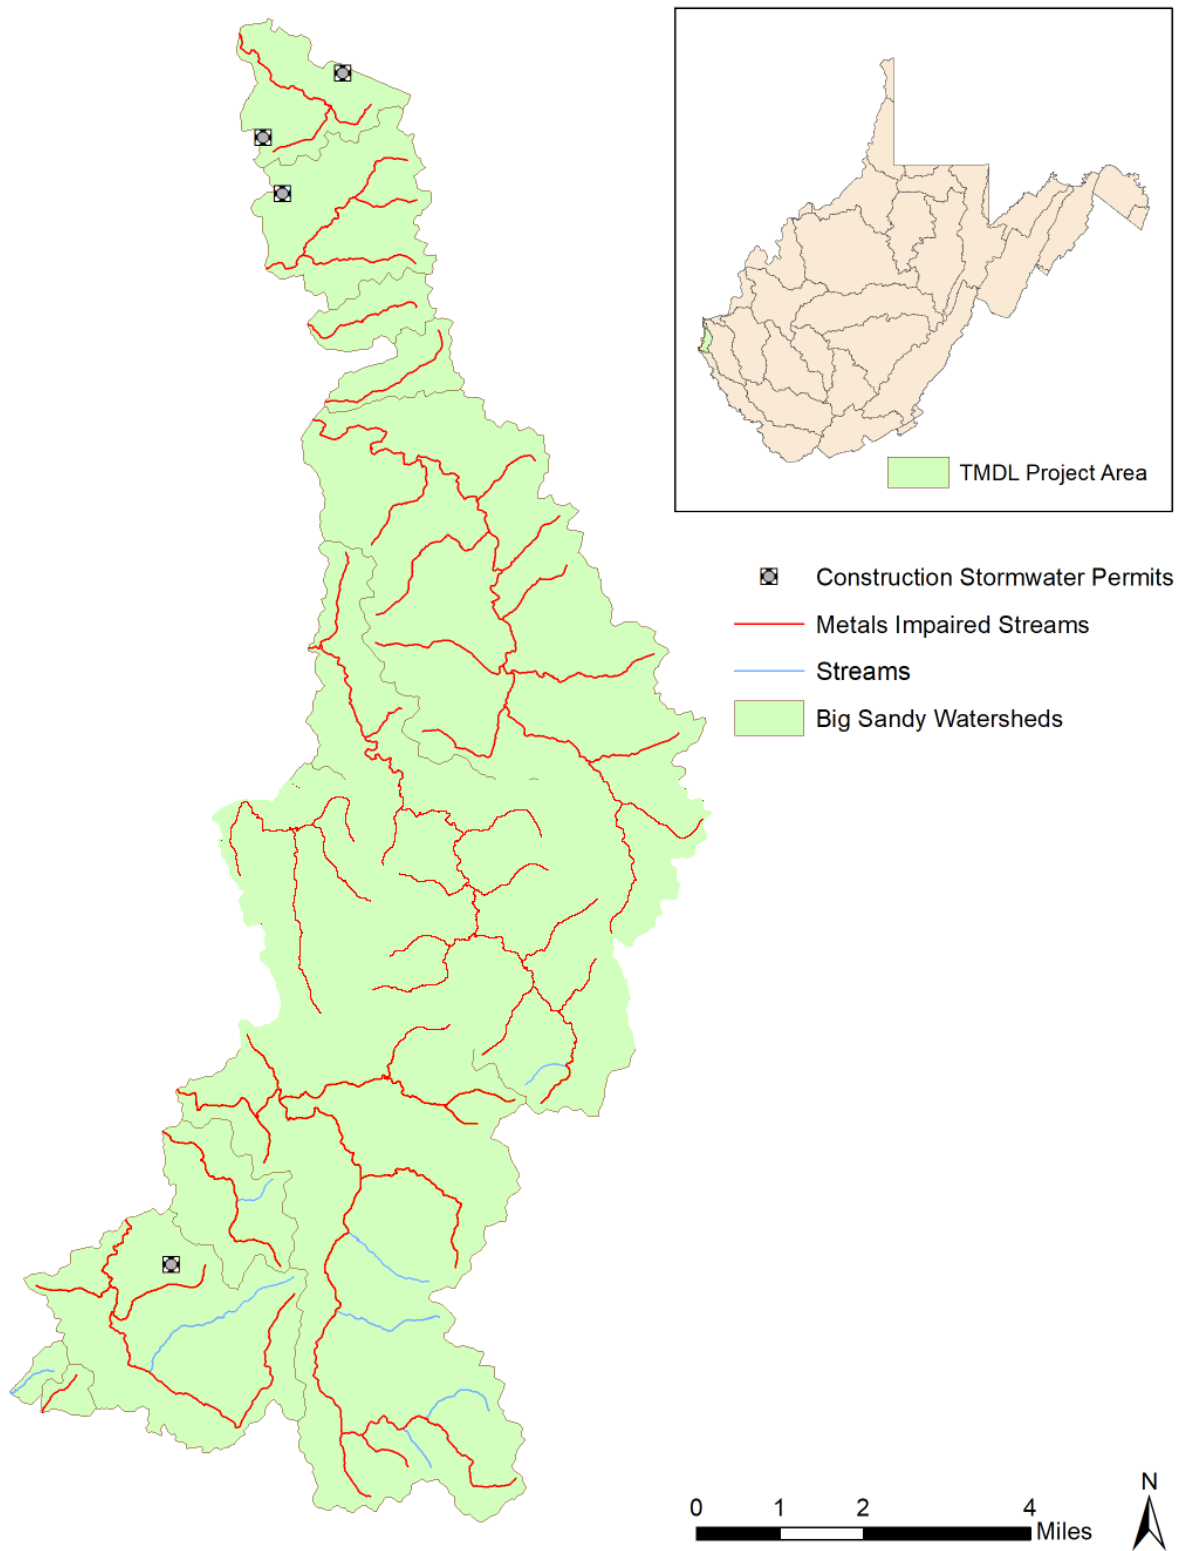 TMDL Project Area
Construction Stormwater Permits
Metals Impaired Streams
Streams
Big Sandy Watersheds
N
0 1 2 4
Miles